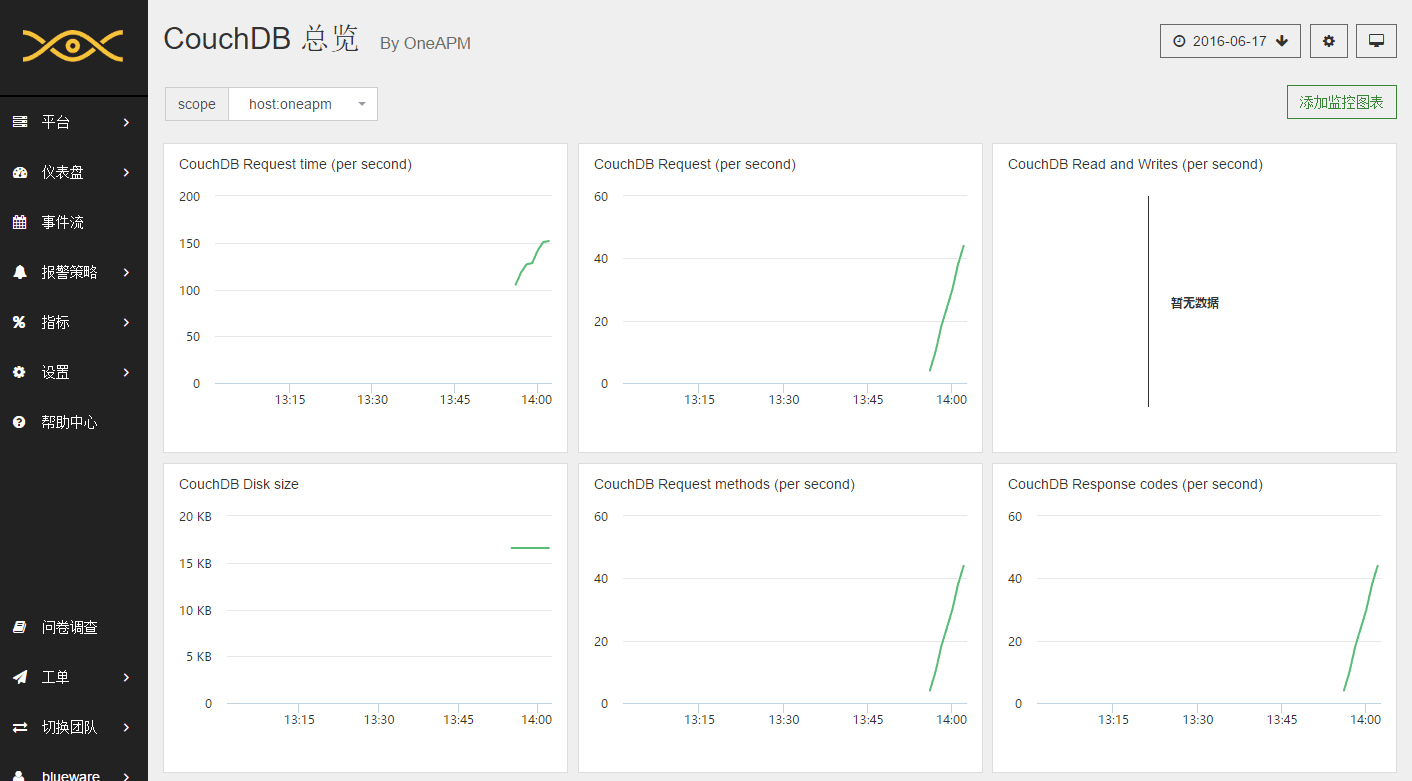 CouchDB 总览 By OneAPM
2016-06-17
scope host:oneapm
添加监控图表
平台
仪表盘
事件流
报警策略
指标
设置
帮助中心
问卷调查
工单
切换团队
blueware
CouchDB Request time (per second)
200
150
100
50
0
13:15 13:30 13:45 14:00
CouchDB Request (per second)
60
40
20
0
13:15 13:30 13:45 14:00
CouchDB Read and Writes (per second)
暂无数据
CouchDB Disk size
20 KB
15 KB
10 KB
5 KB
0
13:15 13:30 13:45 14:00
CouchDB Request methods (per second)
60
40
20
0
13:15 13:30 13:45 14:00
CouchDB Response codes (per second)
60
40
20
0
13:15 13:30 13:45 14:00